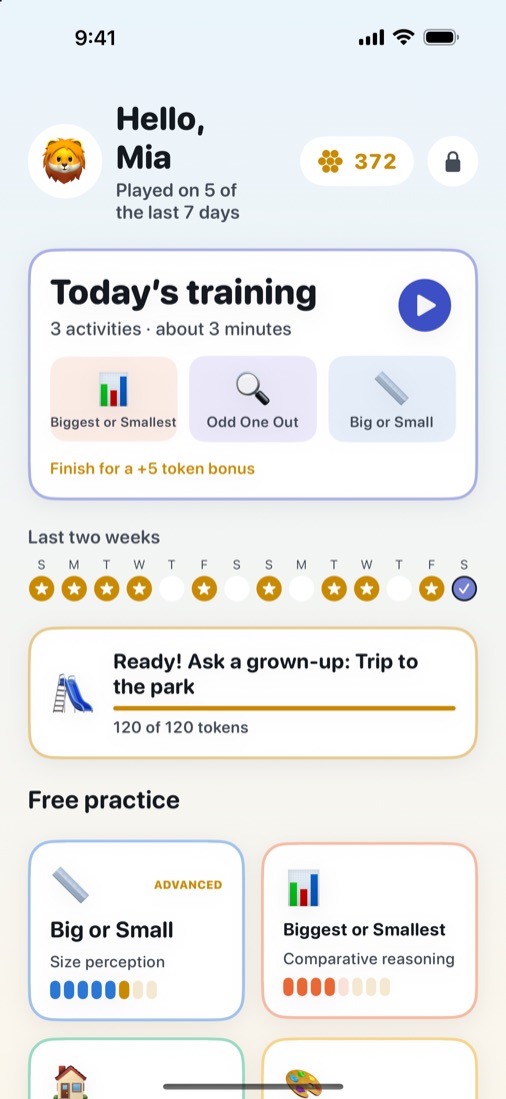 9:41
Hello,
Mia
Played on 5 of
the last 7 days
372
Today's training
3 activities · about 3 minutes
Biggest or Smallest
Odd One Out
Big or Small
Finish for a +5 token bonus
Last two weeks
S M T W T F S S M T W T F S
Ready! Ask a grown-up: Trip to
the park
120 of 120 tokens
Free practice
ADVANCED
Big or Small
Size perception
Biggest or Smallest
Comparative reasoning